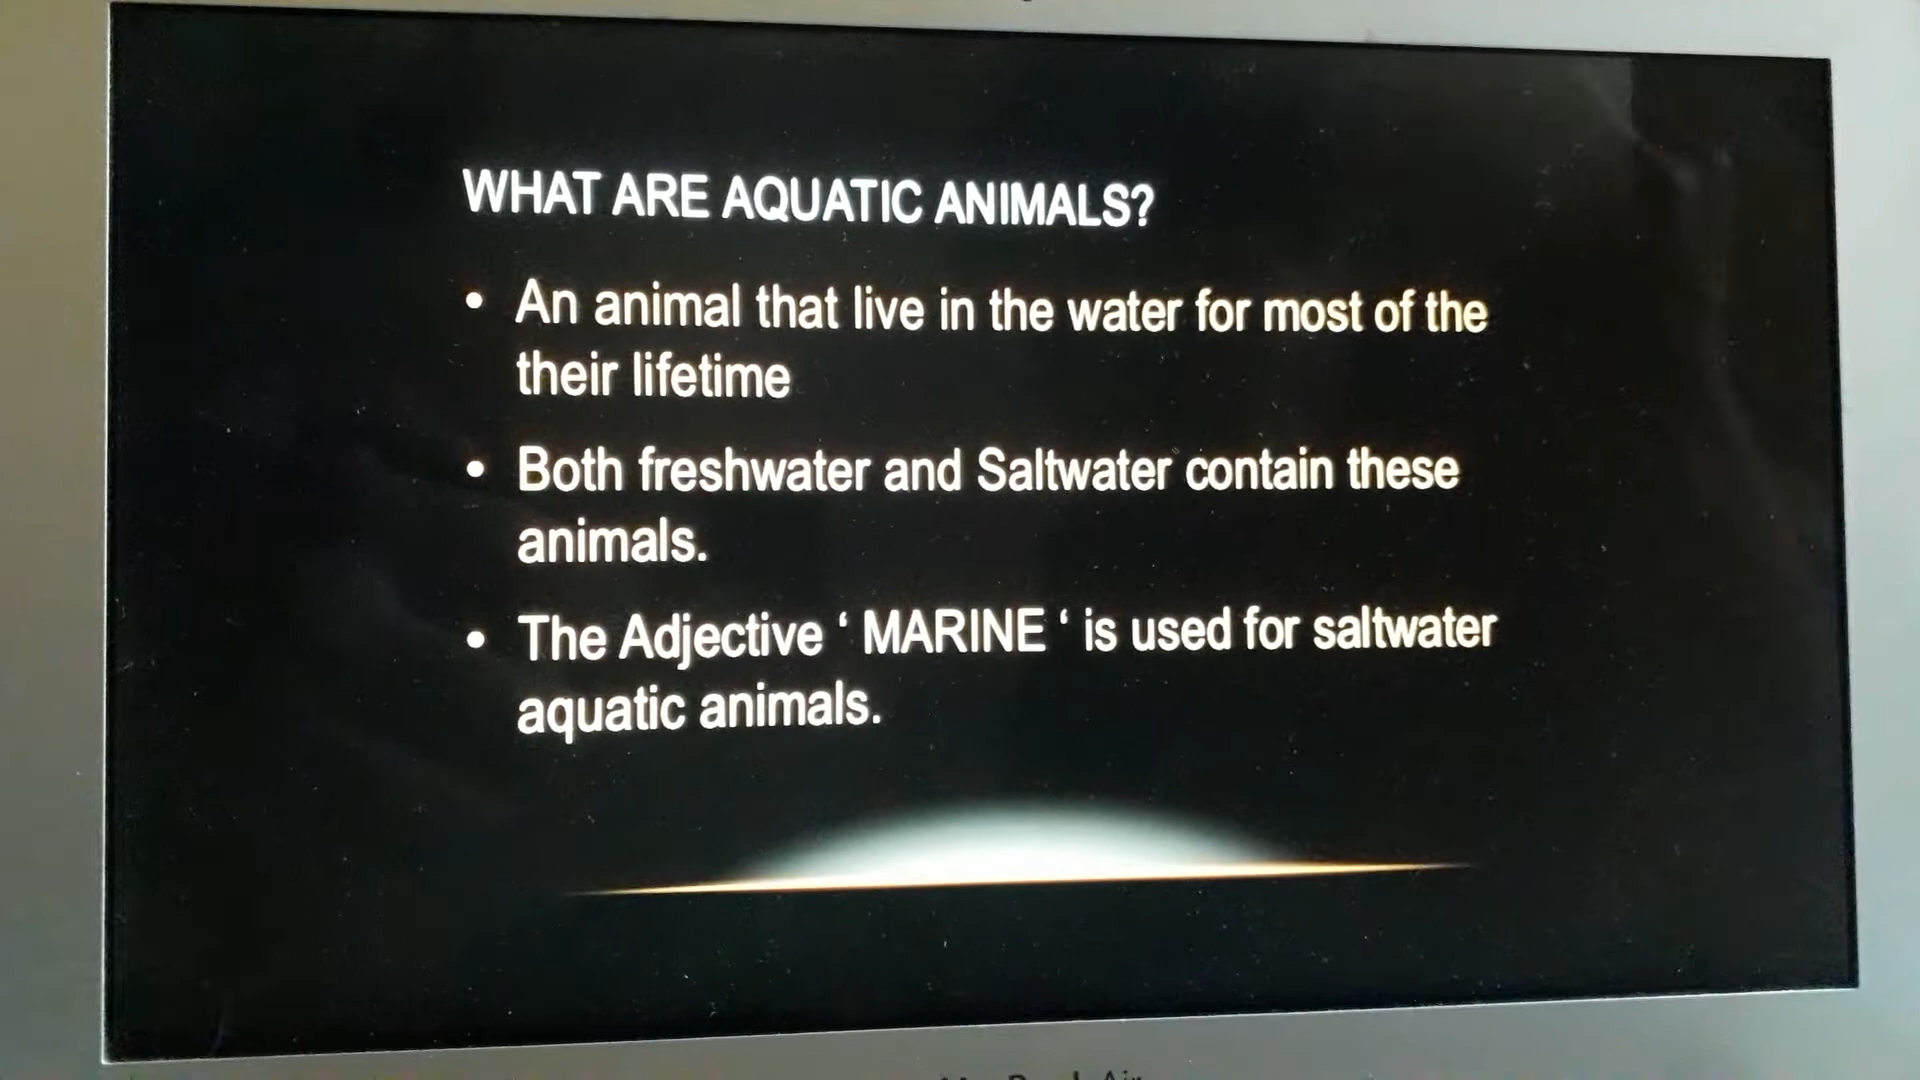 WHAT ARE AQUATIC ANIMALS?
• An animal that live in the water for most of the
their lifetime
• Both freshwater and Saltwater contain these
animals.
• The Adjective ‘ MARINE ‘ is used for saltwater
aquatic animals.